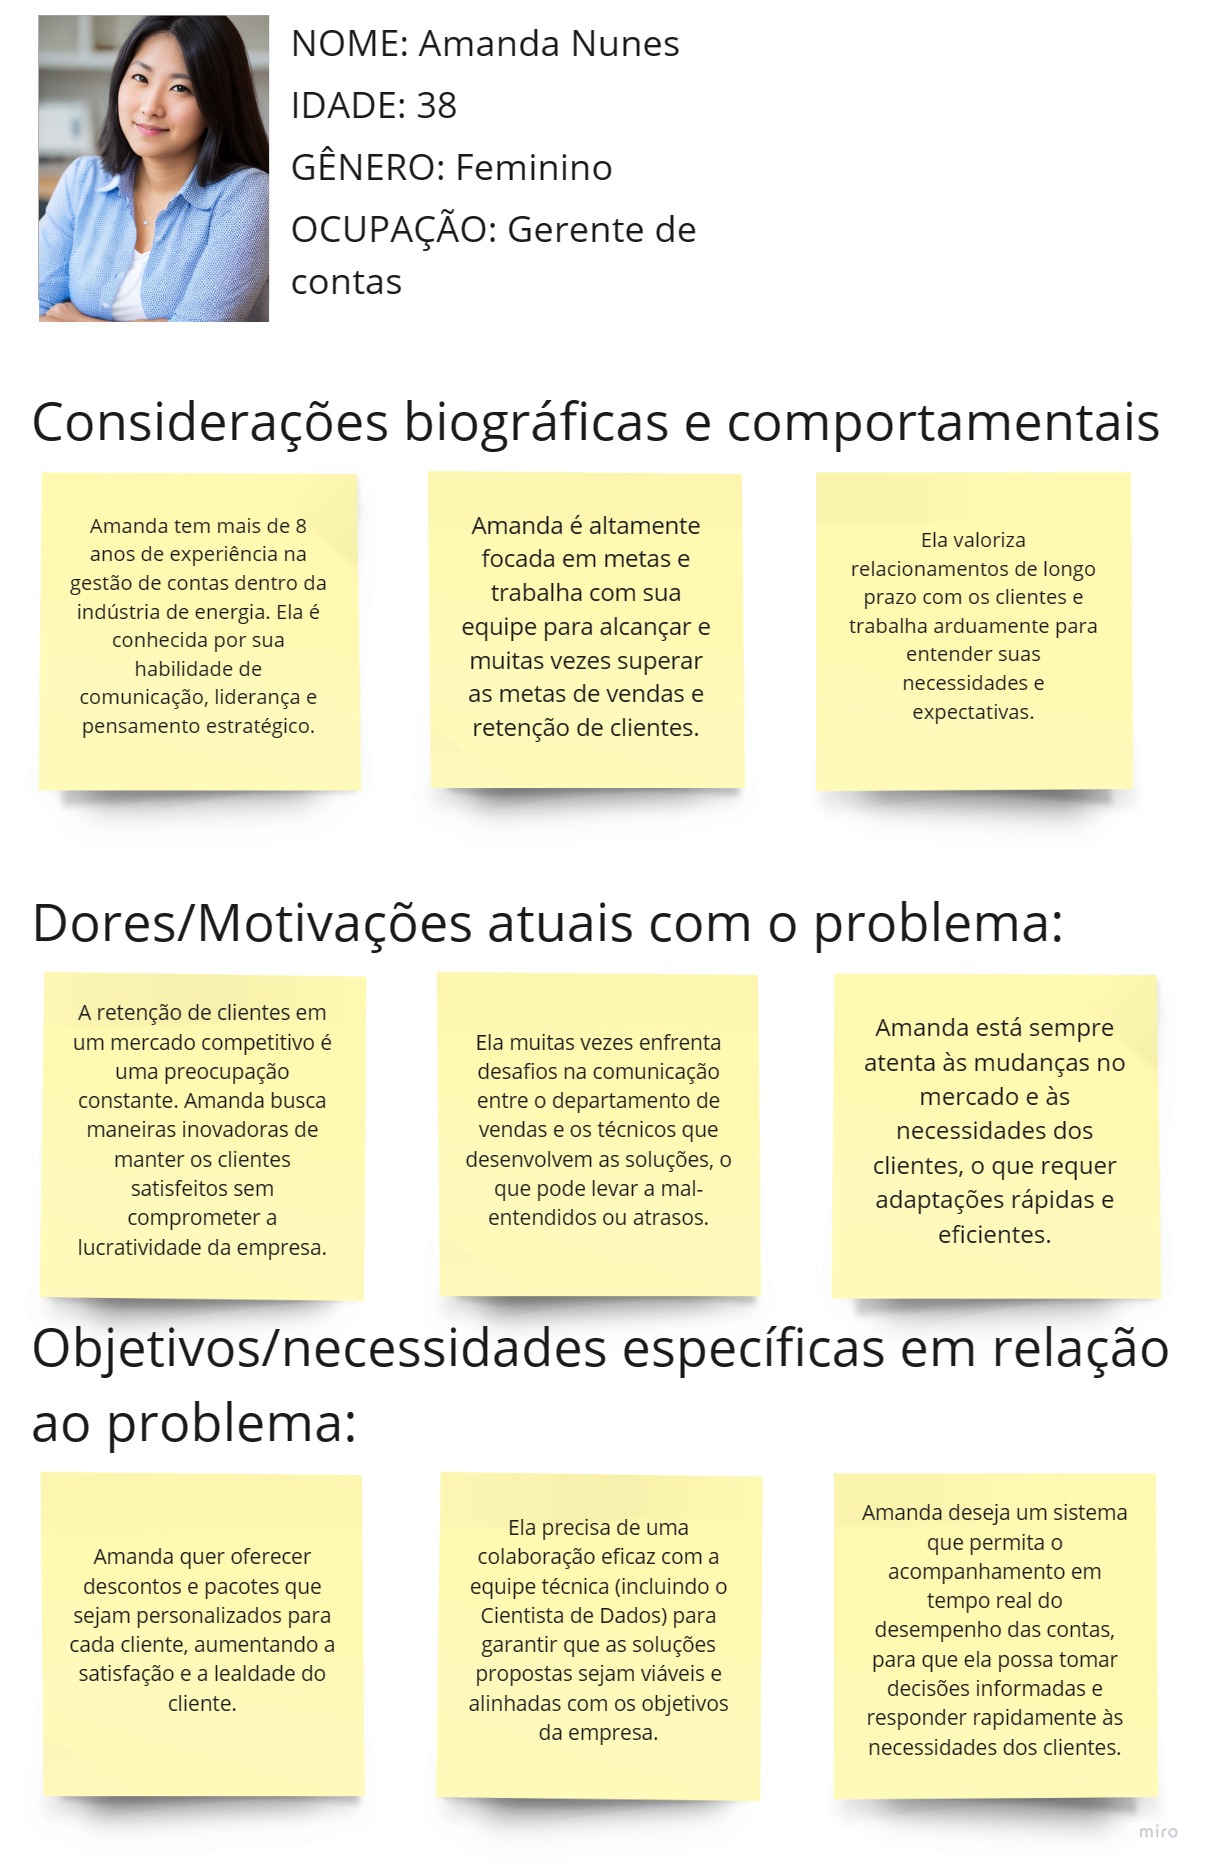 NOME: Amanda Nunes
IDADE: 38
GÊNERO: Feminino
OCUPAÇÃO: Gerente de
contas
Considerações biográficas e comportamentais
Amanda tem mais de 8
anos de experiência na
gestão de contas dentro da
indústria de energia. Ela é
conhecida por sua
habilidade de
comunicação, liderança e
pensamento estratégico.
Amanda é altamente
focada em metas e
trabalha com sua
equipe para alcançar e
muitas vezes superar
as metas de vendas e
retenção de clientes.
Ela valoriza
relacionamentos de longo
prazo com os clientes e
trabalha arduamente para
entender suas
necessidades e
expectativas.
Dores/Motivações atuais com o problema:
A retenção de clientes em
um mercado competitivo é
uma preocupação
constante. Amanda busca
maneiras inovadoras de
manter os clientes
satisfeitos sem
comprometer a
lucratividade da empresa.
Ela muitas vezes enfrenta
desafios na comunicação
entre o departamento de
vendas e os técnicos que
desenvolvem as soluções, o
que pode levar a mal-
entendidos ou atrasos.
Amanda está sempre
atenta às mudanças no
mercado e às
necessidades dos
clientes, o que requer
adaptações rápidas e
eficientes.
Objetivos/necessidades específicas em relação
ao problema:
Amanda quer oferecer
descontos e pacotes que
sejam personalizados para
cada cliente, aumentando a
satisfação e a lealdade do
cliente.
Ela precisa de uma
colaboração eficaz com a
equipe técnica (incluindo o
Cientista de Dados) para
garantir que as soluções
propostas sejam viáveis e
alinhadas com os objetivos
da empresa.
Amanda deseja um sistema
que permita o
acompanhamento em
tempo real do
desempenho das contas,
para que ela possa tomar
decisões informadas e
responder rapidamente às
necessidades dos clientes.
miro